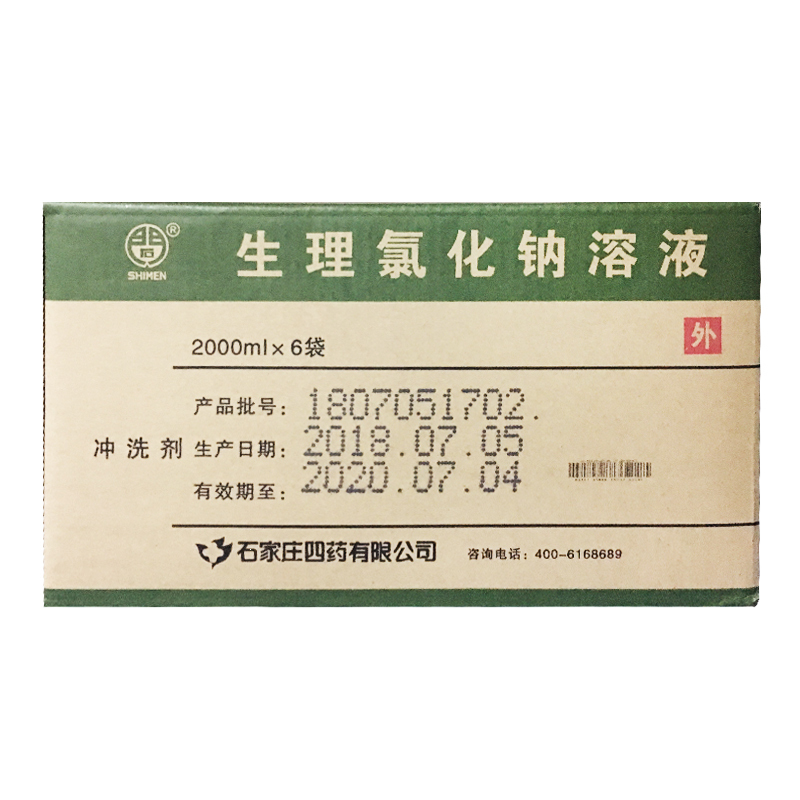 SHIMEN ®
生理氯化钠溶液
2000ml×6袋
外
产品批号：1807051702.
冲洗剂 生产日期：2018.07.05
有效期至：2020.07.04
石家庄四药有限公司 咨询电话：400-6168689